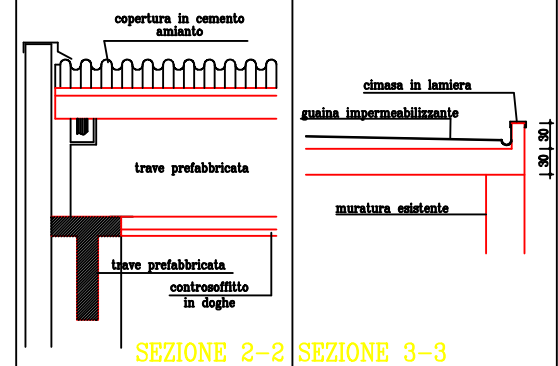 copertura in cemento
amianto
trave prefabbricata
trave prefabbricata
controsoffitto
in doghe
SEZIONE 2-2
cimasa in lamiera
guaina impermeabilizzante
30
30
muratura esistente
SEZIONE 3-3